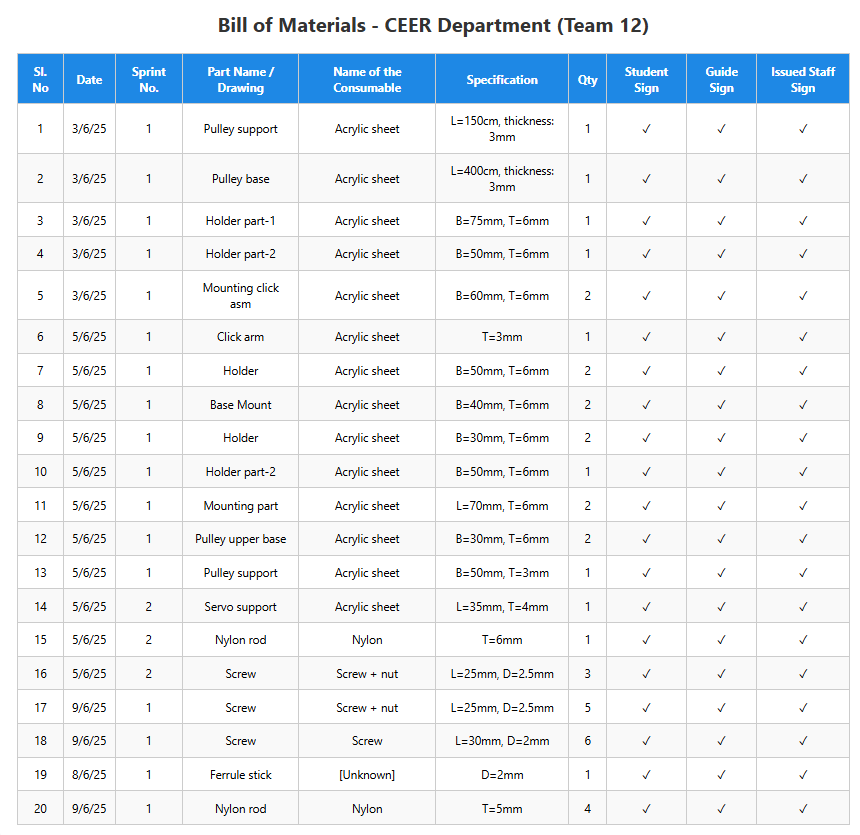 Bill of Materials - CEER Department (Team 12)
Sl. No Date Sprint No. Part Name / Drawing Name of the Consumable Specification Qty Student Sign Guide Sign Issued Staff Sign
1 3/6/25 1 Pulley support Acrylic sheet L=150cm, thickness: 3mm 1 ✓ ✓ ✓
2 3/6/25 1 Pulley base Acrylic sheet L=400cm, thickness: 3mm 1 ✓ ✓ ✓
3 3/6/25 1 Holder part-1 Acrylic sheet B=75mm, T=6mm 1 ✓ ✓ ✓
4 3/6/25 1 Holder part-2 Acrylic sheet B=50mm, T=6mm 1 ✓ ✓ ✓
5 3/6/25 1 Mounting click asm Acrylic sheet B=60mm, T=6mm 2 ✓ ✓ ✓
6 5/6/25 1 Click arm Acrylic sheet T=3mm 1 ✓ ✓ ✓
7 5/6/25 1 Holder Acrylic sheet B=50mm, T=6mm 2 ✓ ✓ ✓
8 5/6/25 1 Base Mount Acrylic sheet B=40mm, T=6mm 2 ✓ ✓ ✓
9 5/6/25 1 Holder Acrylic sheet B=30mm, T=6mm 2 ✓ ✓ ✓
10 5/6/25 1 Holder part-2 Acrylic sheet B=50mm, T=6mm 1 ✓ ✓ ✓
11 5/6/25 1 Mounting part Acrylic sheet L=70mm, T=6mm 2 ✓ ✓ ✓
12 5/6/25 1 Pulley upper base Acrylic sheet B=30mm, T=6mm 2 ✓ ✓ ✓
13 5/6/25 1 Pulley support Acrylic sheet B=50mm, T=3mm 1 ✓ ✓ ✓
14 5/6/25 2 Servo support Acrylic sheet L=35mm, T=4mm 1 ✓ ✓ ✓
15 5/6/25 2 Nylon rod Nylon T=6mm 1 ✓ ✓ ✓
16 5/6/25 2 Screw Screw + nut L=25mm, D=2.5mm 3 ✓ ✓ ✓
17 9/6/25 1 Screw Screw + nut L=25mm, D=2.5mm 5 ✓ ✓ ✓
18 9/6/25 1 Screw Screw L=30mm, D=2mm 6 ✓ ✓ ✓
19 8/6/25 1 Ferrule stick [Unknown] D=2mm 1 ✓ ✓ ✓
20 9/6/25 1 Nylon rod Nylon T=5mm 4 ✓ ✓ ✓